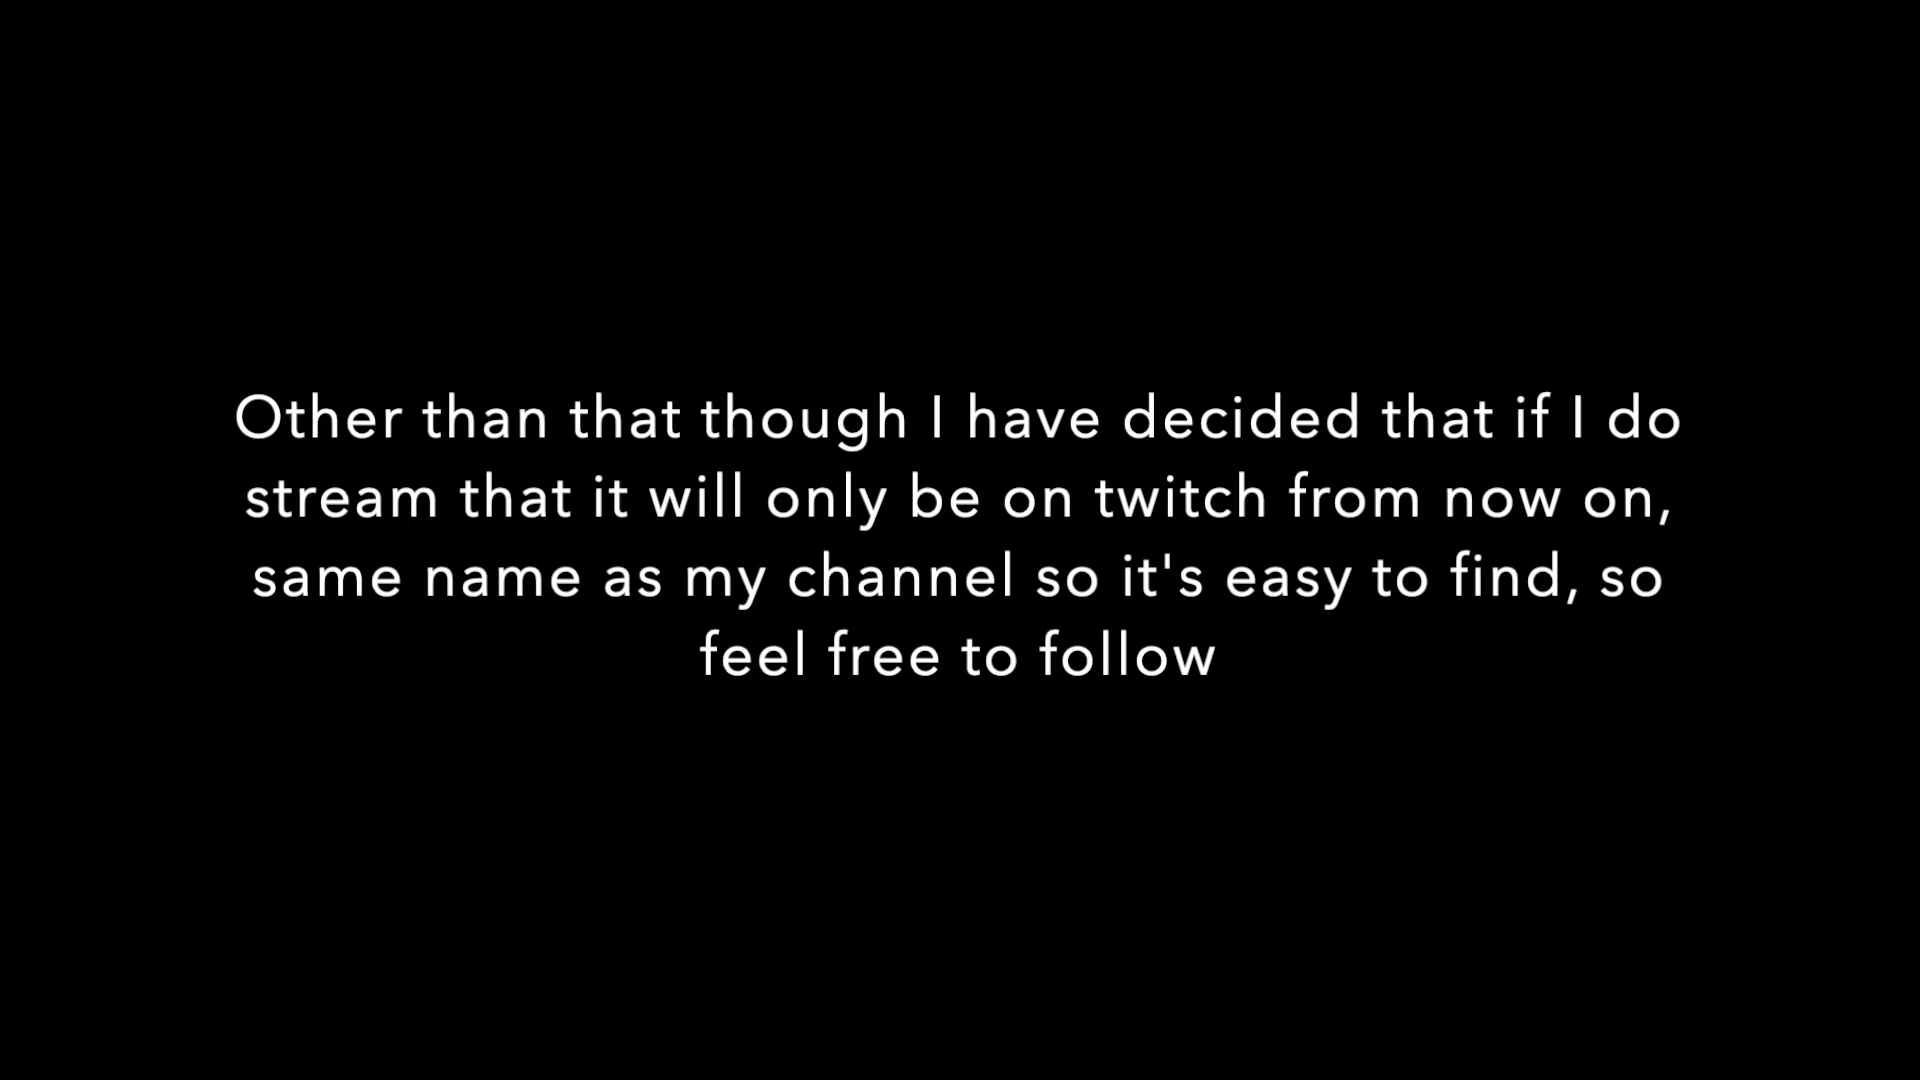 Other than that though I have decided that if I do
stream that it will only be on twitch from now on,
same name as my channel so it's easy to find, so
feel free to follow